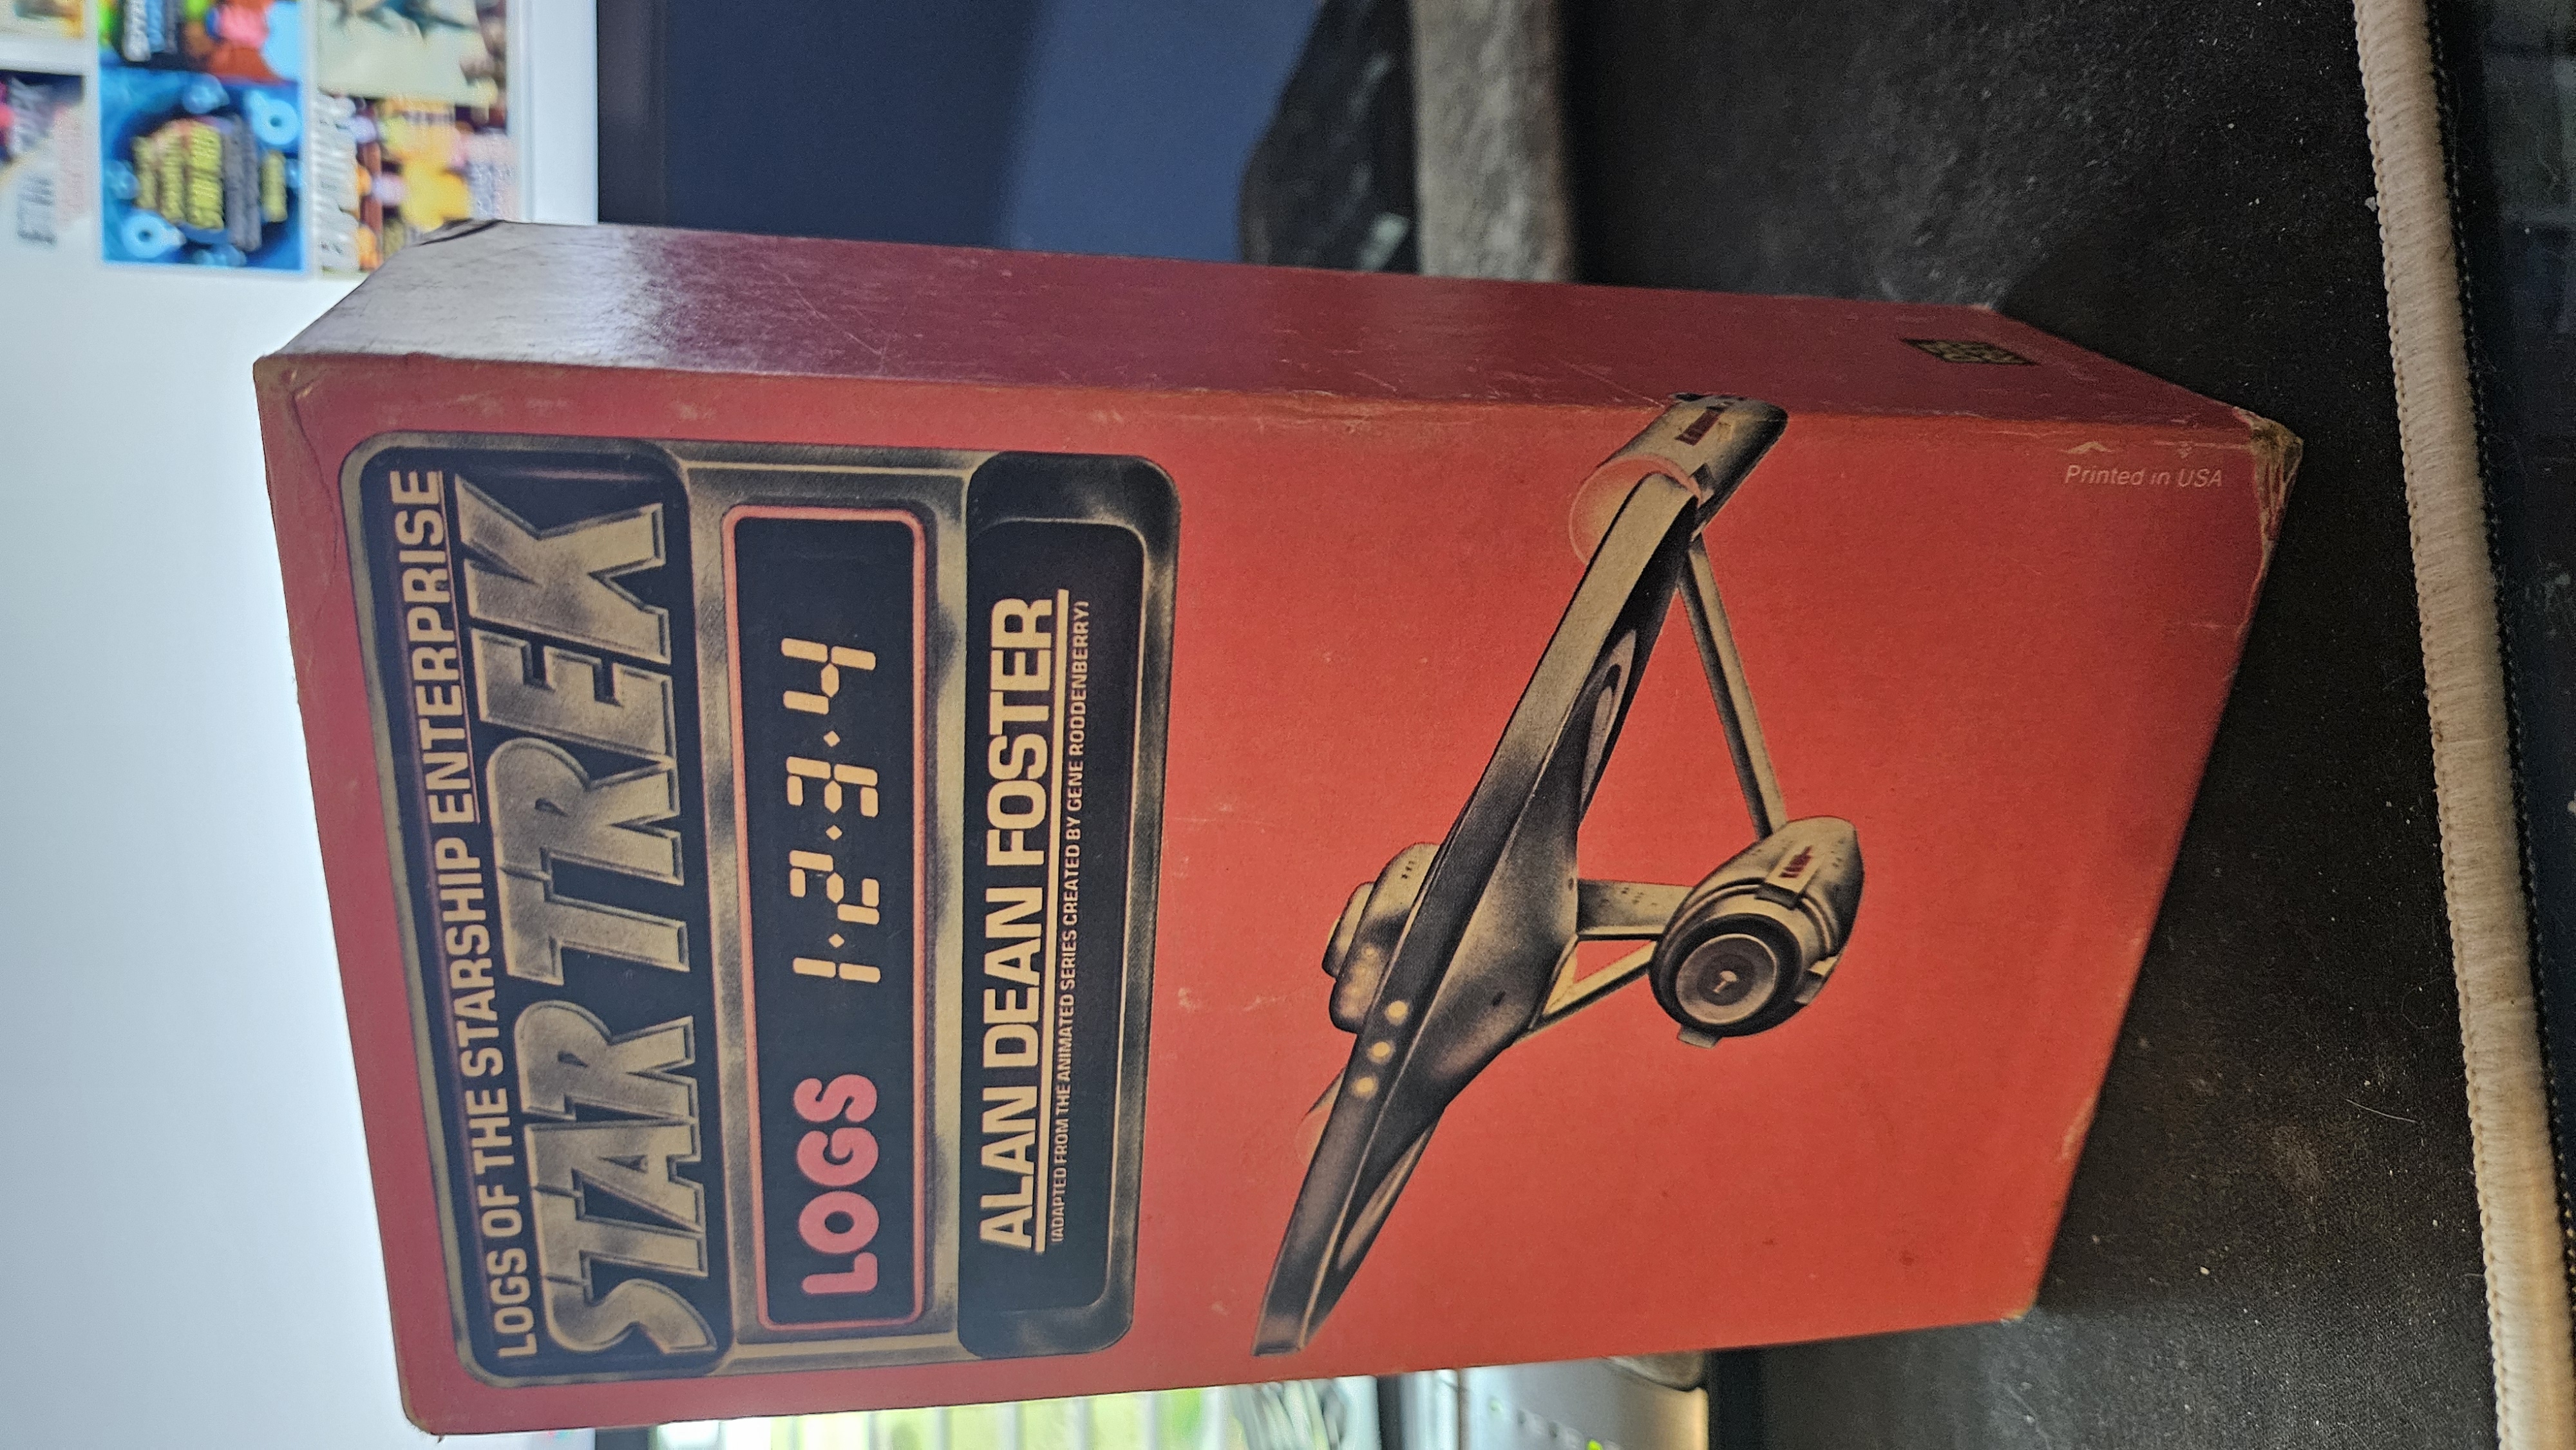 LOGS OF THE STARSHIP ENTERPRISE
STAR TREK
LOGS 1·2·3·4
ALAN DEAN FOSTER
(ADAPTED FROM THE ANIMATED SERIES CREATED BY GENE RODDENBERRY)
Printed in USA